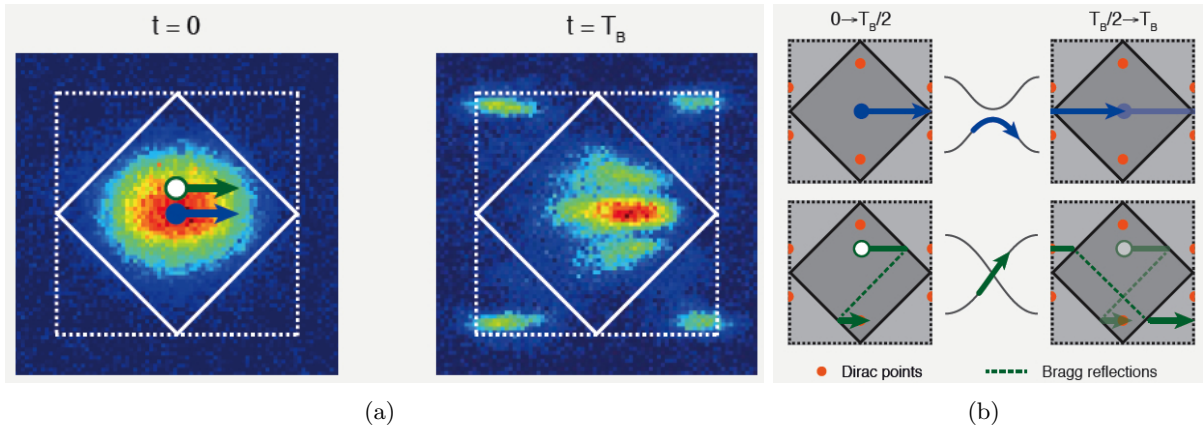 t = 0
t = T_B
0→T_B/2
T_B/2→T_B
Dirac points
Bragg reflections
(a)
(b)